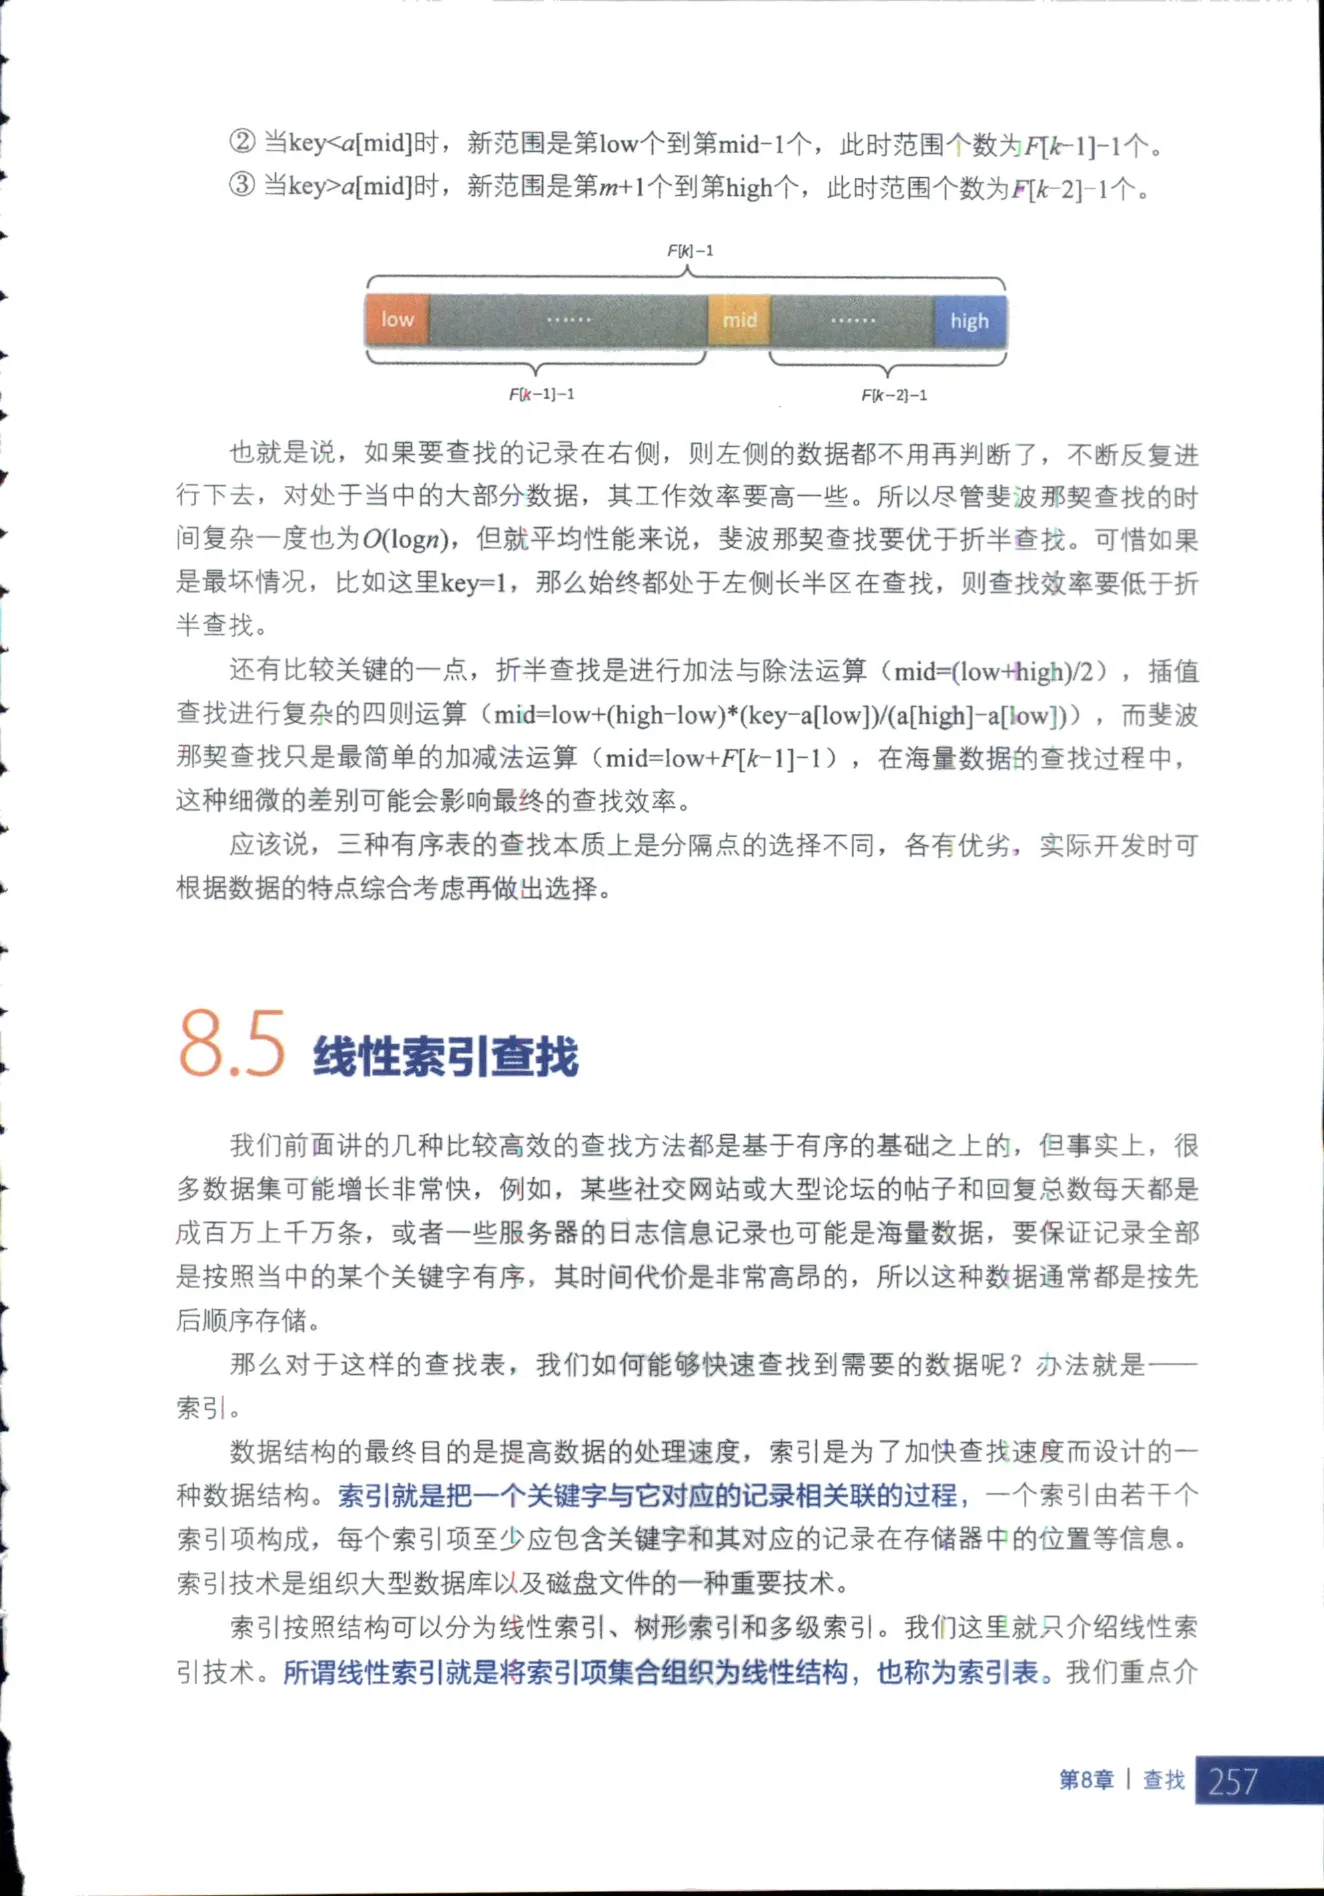 ② 当key<a[mid]时，新范围是第low个到第mid-1个，此时范围个数为F[k-1]-1个。
③ 当key>a[mid]时，新范围是第m+1个到第high个，此时范围个数为F[k-2]-1个。
F[k]-1
low …… mid …… high
F[k-1]-1 F[k-2]-1
也就是说，如果要查找的记录在右侧，则左侧的数据都不用再判断了，不断反复进
行下去，对处于当中的大部分数据，其工作效率要高一些。所以尽管斐波那契查找的时
间复杂一度也为O(logn)，但就平均性能来说，斐波那契查找要优于折半查找。可惜如果
是最坏情况，比如这里key=1，那么始终都处于左侧长半区在查找，则查找效率要低于折
半查找。
还有比较关键的一点，折半查找是进行加法与除法运算（mid=(low+high)/2），插值
查找进行复杂的四则运算（mid=low+(high-low)*(key-a[low])/(a[high]-a[low])），而斐波
那契查找只是最简单的加减法运算（mid=low+F[k-1]-1），在海量数据的查找过程中，
这种细微的差别可能会影响最终的查找效率。
应该说，三种有序表的查找本质上是分隔点的选择不同，各有优劣，实际开发时可
根据数据的特点综合考虑再做出选择。
8.5 线性索引查找
我们前面讲的几种比较高效的查找方法都是基于有序的基础之上的，但事实上，很
多数据集可能增长非常快，例如，某些社交网站或大型论坛的帖子和回复总数每天都是
成百万上千万条，或者一些服务器的日志信息记录也可能是海量数据，要保证记录全部
是按照当中的某个关键字有序，其时间代价是非常高昂的，所以这种数据通常都是按先
后顺序存储。
那么对于这样的查找表，我们如何能够快速查找到需要的数据呢？办法就是——
索引。
数据结构的最终目的是提高数据的处理速度，索引是为了加快查找速度而设计的一
种数据结构。索引就是把一个关键字与它对应的记录相关联的过程，一个索引由若干个
索引项构成，每个索引项至少应包含关键字和其对应的记录在存储器中的位置等信息。
索引技术是组织大型数据库以及磁盘文件的一种重要技术。
索引按照结构可以分为线性索引、树形索引和多级索引。我们这里就只介绍线性索
引技术。所谓线性索引就是将索引项集合组织为线性结构，也称为索引表。我们重点介
第8章 | 查找 257